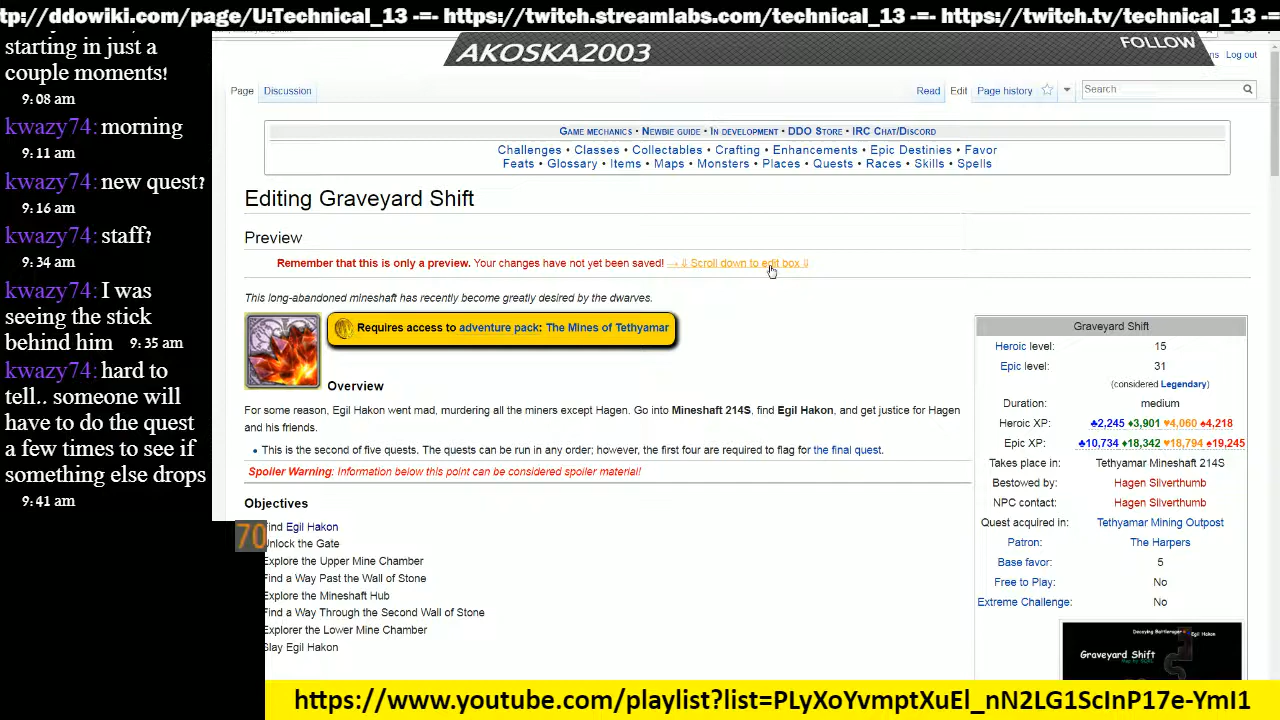 tp://ddowiki.com/page/U:Technical_13 -=- https://twitch.streamlabs.com/technical_13 -=- https://twitch.tv/technical_13 -=
starting in just a
couple moments!
9:08 am
kwazy74: morning
9:11 am
kwazy74: new quest?
9:16 am
kwazy74: staff?
9:34 am
kwazy74: I was
seeing the stick
behind him 9:35 am
kwazy74: hard to
tell.. someone will
have to do the quest
a few times to see if
something else drops
9:41 am
AKOSKA2003
FOLLOW
ns Log out
Page Discussion
Read Edit Page history
Search
Game mechanics • Newbie guide • In development • DDO Store • IRC Chat/Discord
Challenges • Classes • Collectables • Crafting • Enhancements • Epic Destinies • Favor
Feats • Glossary • Items • Maps • Monsters • Places • Quests • Races • Skills • Spells
Editing Graveyard Shift
Preview
Remember that this is only a preview. Your changes have not yet been saved! → ⇓ Scroll down to edit box ⇓
This long-abandoned mineshaft has recently become greatly desired by the dwarves.
Requires access to adventure pack: The Mines of Tethyamar
Overview
For some reason, Egil Hakon went mad, murdering all the miners except Hagen. Go into Mineshaft 214S, find Egil Hakon, and get justice for Hagen
and his friends.
• This is the second of five quests. The quests can be run in any order; however, the first four are required to flag for the final quest.
Spoiler Warning: Information below this point can be considered spoiler material!
Objectives
70
ind Egil Hakon
Unlock the Gate
Explore the Upper Mine Chamber
Find a Way Past the Wall of Stone
Explore the Mineshaft Hub
Find a Way Through the Second Wall of Stone
Explorer the Lower Mine Chamber
Slay Egil Hakon
Graveyard Shift
Heroic level: 15
Epic level: 31
(considered Legendary)
Duration: medium
Heroic XP: ♣2,245 ♦3,901 ♥4,060 ♠4,218
Epic XP: ♣10,734 ♦18,342 ♥18,794 ♠19,245
Takes place in: Tethyamar Mineshaft 214S
Bestowed by: Hagen Silverthumb
NPC contact: Hagen Silverthumb
Quest acquired in: Tethyamar Mining Outpost
Patron: The Harpers
Base favor: 5
Free to Play: No
Extreme Challenge: No
Decaying Battlerager Egil Hakon
Graveyard Shift
https://www.youtube.com/playlist?list=PLyXoYvmptXuEl_nN2LG1ScInP17e-YmI1